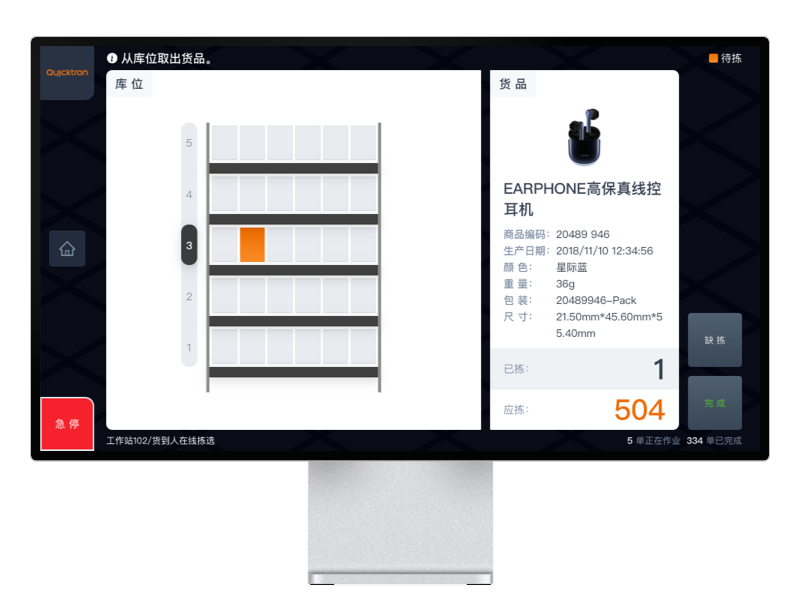 Quicktron
从库位取出货品。
待拣
库位
5
4
3
2
1
货品
EARPHONE高保真线控
耳机
商品编码: 20489 946
生产日期: 2018/11/10 12:34:56
颜 色: 星际蓝
重 量: 36g
包 装: 20489946-Pack
尺 寸: 21.50mm*45.60mm*5
5.40mm
已拣: 1
应拣: 504
缺拣
完成
急停
工作站102/货到人在线拣选
5 单正在作业 334 单已完成